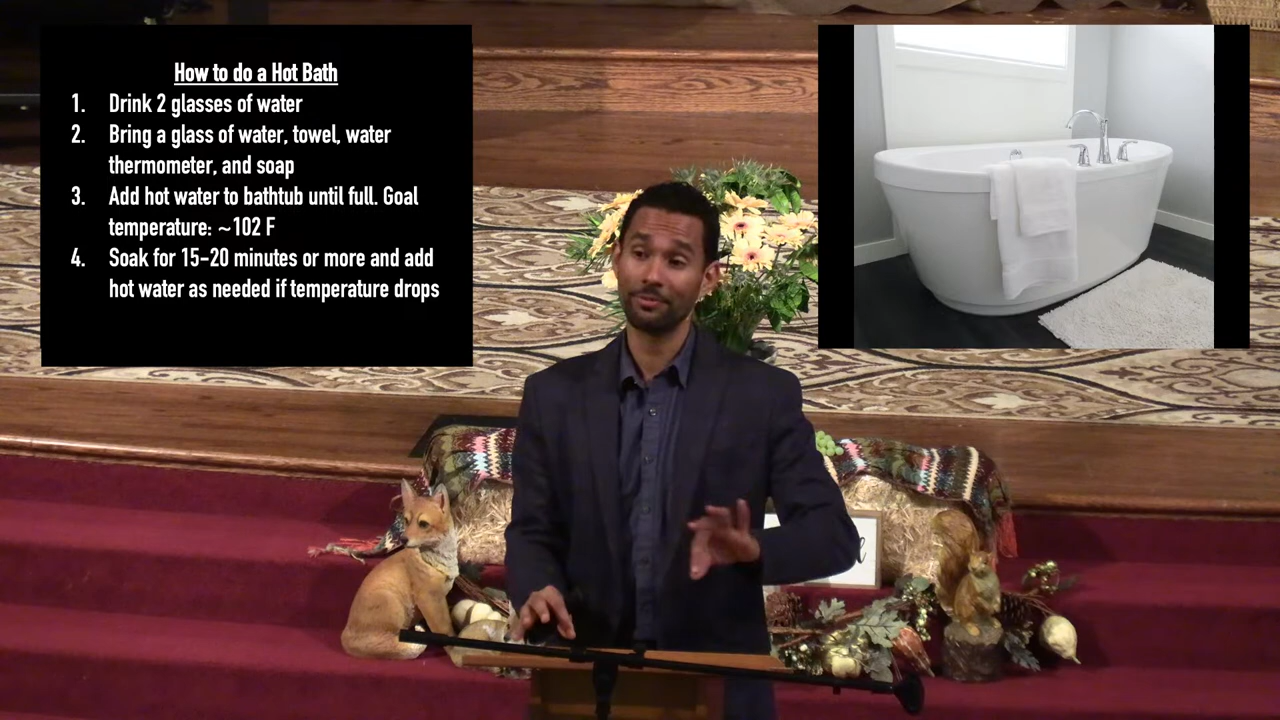 How to do a Hot Bath
1. Drink 2 glasses of water
2. Bring a glass of water, towel, water
thermometer, and soap
3. Add hot water to bathtub until full. Goal
temperature: ~102 F
4. Soak for 15-20 minutes or more and add
hot water as needed if temperature drops